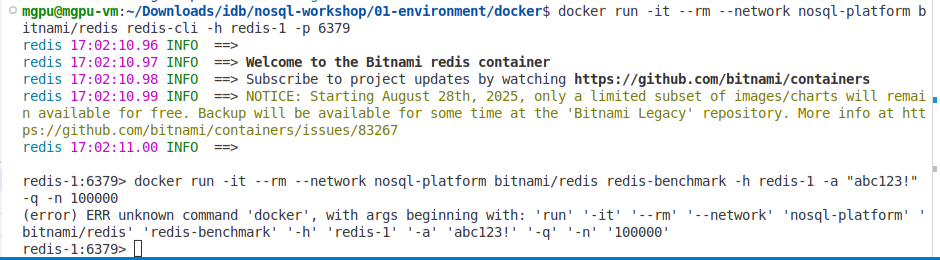 mgpu@mgpu-vm:~/Downloads/idb/nosql-workshop/01-environment/docker$ docker run -it --rm --network nosql-platform b
itnami/redis redis-cli -h redis-1 -p 6379
redis 17:02:10.96 INFO  ==>
redis 17:02:10.97 INFO  ==> Welcome to the Bitnami redis container
redis 17:02:10.98 INFO  ==> Subscribe to project updates by watching https://github.com/bitnami/containers
redis 17:02:10.99 INFO  ==> NOTICE: Starting August 28th, 2025, only a limited subset of images/charts will remai
n available for free. Backup will be available for some time at the 'Bitnami Legacy' repository. More info at htt
ps://github.com/bitnami/containers/issues/83267
redis 17:02:11.00 INFO  ==>
redis-1:6379> docker run -it --rm --network nosql-platform bitnami/redis redis-benchmark -h redis-1 -a "abc123!"
-q -n 100000
(error) ERR unknown command 'docker', with args beginning with: 'run' '-it' '--rm' '--network' 'nosql-platform' '
bitnami/redis' 'redis-benchmark' '-h' 'redis-1' '-a' 'abc123!' '-q' '-n' '100000'
redis-1:6379>